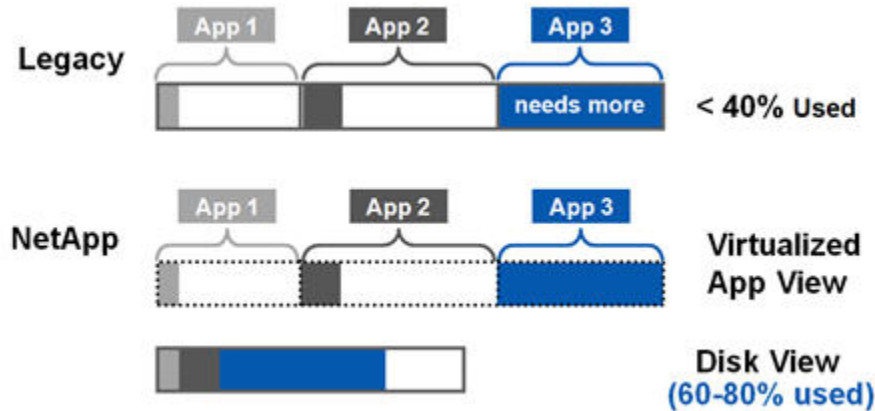 App 1 App 2 App 3
Legacy
needs more
< 40% Used
App 1 App 2 App 3
NetApp
Virtualized
App View
Disk View
(60-80% used)